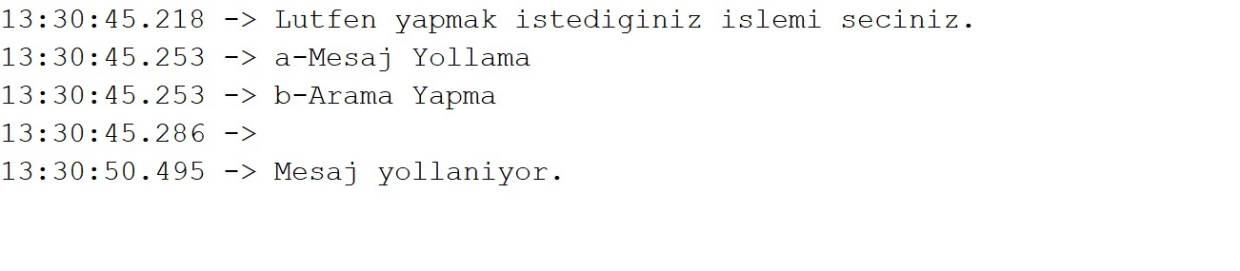 13:30:45.218 -> Lutfen yapmak istediginiz islemi seciniz.
13:30:45.253 -> a-Mesaj Yollama
13:30:45.253 -> b-Arama Yapma
13:30:45.286 ->
13:30:50.495 -> Mesaj yollaniyor.